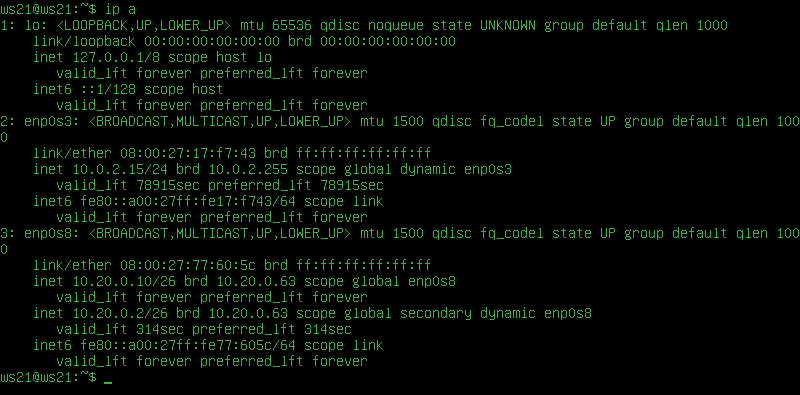 ws21@ws21:~$ ip a
1: lo: <LOOPBACK,UP,LOWER_UP> mtu 65536 qdisc noqueue state UNKNOWN group default qlen 1000
    link/loopback 00:00:00:00:00:00 brd 00:00:00:00:00:00
    inet 127.0.0.1/8 scope host lo
       valid_lft forever preferred_lft forever
    inet6 ::1/128 scope host
       valid_lft forever preferred_lft forever
2: enp0s3: <BROADCAST,MULTICAST,UP,LOWER_UP> mtu 1500 qdisc fq_codel state UP group default qlen 100
0
    link/ether 08:00:27:17:f7:43 brd ff:ff:ff:ff:ff:ff
    inet 10.0.2.15/24 brd 10.0.2.255 scope global dynamic enp0s3
       valid_lft 78915sec preferred_lft 78915sec
    inet6 fe80::a00:27ff:fe17:f743/64 scope link
       valid_lft forever preferred_lft forever
3: enp0s8: <BROADCAST,MULTICAST,UP,LOWER_UP> mtu 1500 qdisc fq_codel state UP group default qlen 100
0
    link/ether 08:00:27:77:60:5c brd ff:ff:ff:ff:ff:ff
    inet 10.20.0.10/26 brd 10.20.0.63 scope global enp0s8
       valid_lft forever preferred_lft forever
    inet 10.20.0.2/26 brd 10.20.0.63 scope global secondary dynamic enp0s8
       valid_lft 314sec preferred_lft 314sec
    inet6 fe80::a00:27ff:fe77:605c/64 scope link
       valid_lft forever preferred_lft forever
ws21@ws21:~$ _